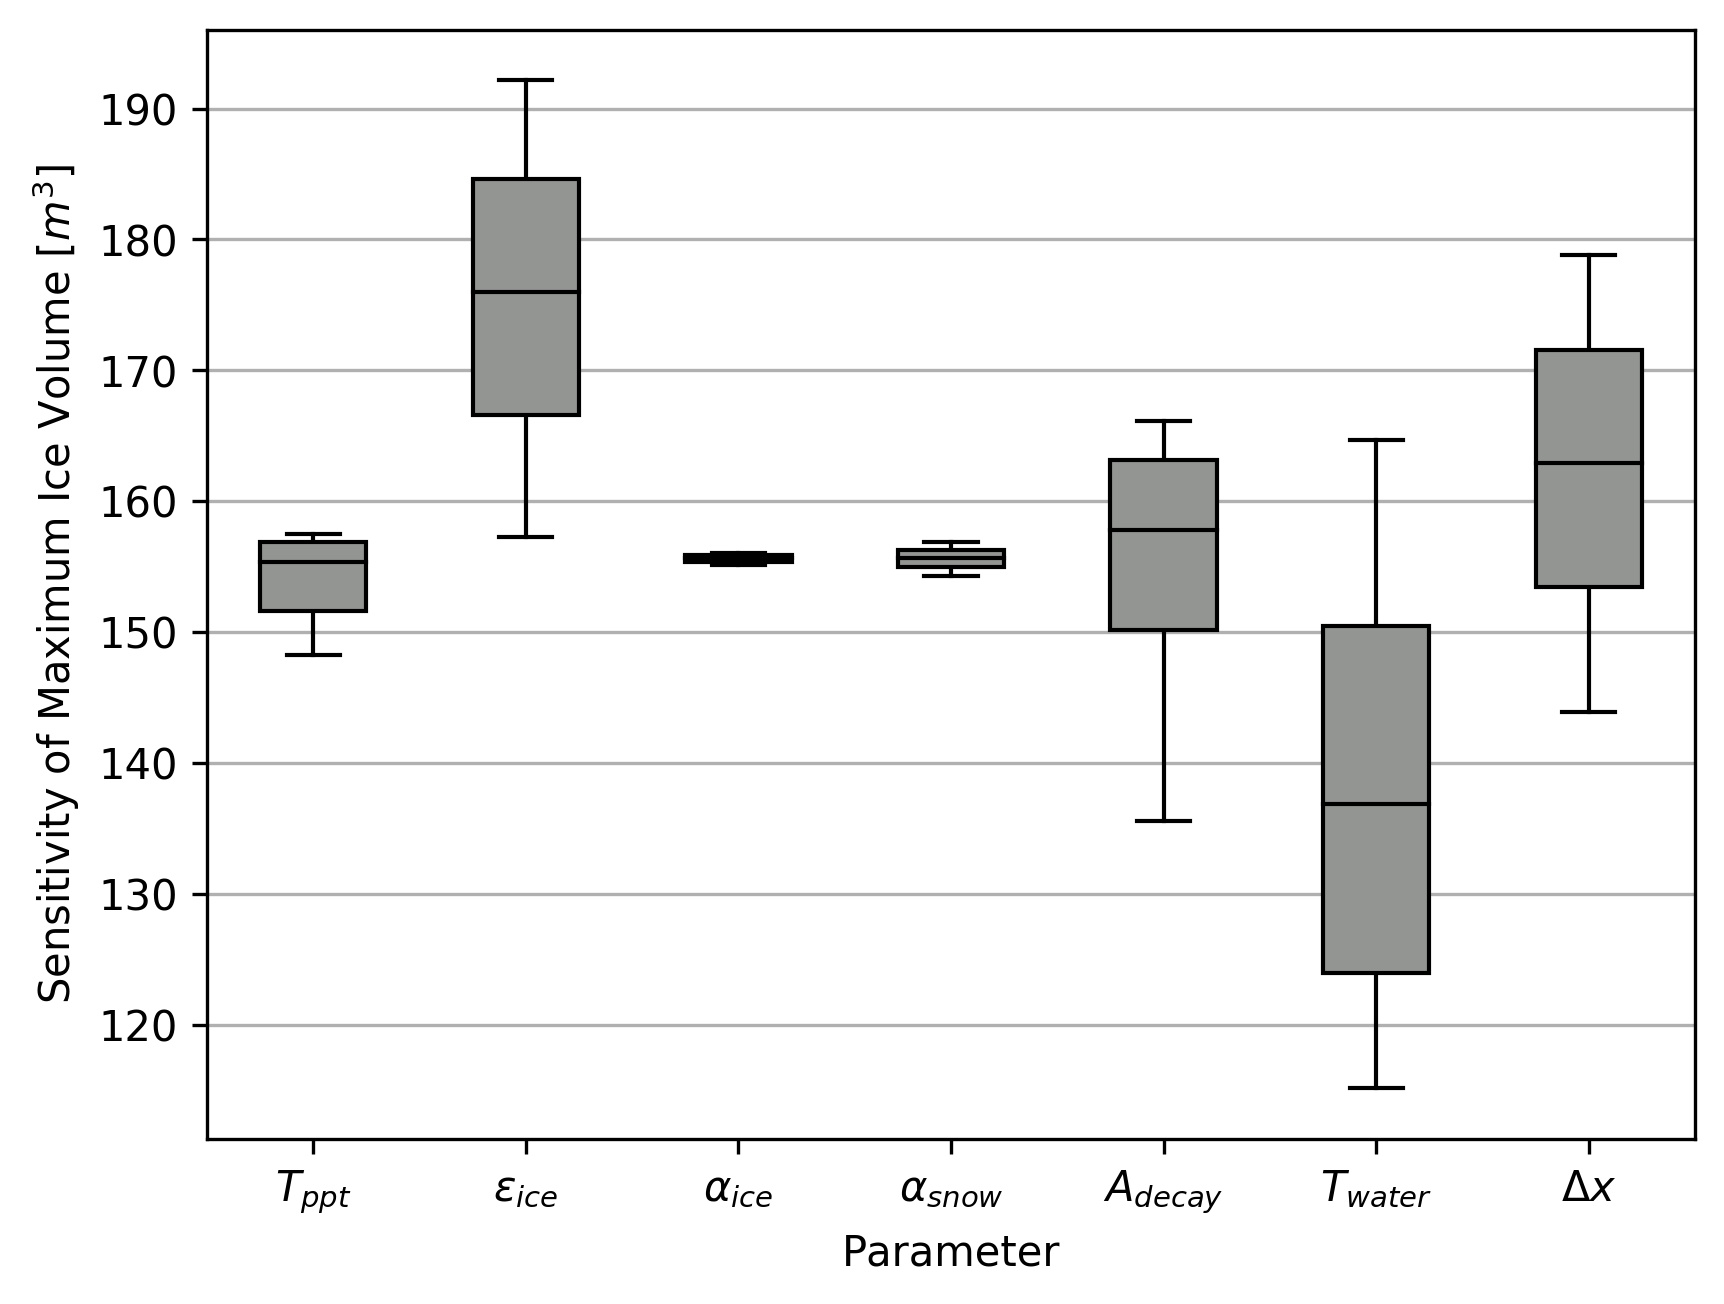 Sensitivity of Maximum Ice Volume [m³]
190
180
170
160
150
140
130
120
T_ppt ε_ice α_ice α_snow A_decay T_water Δx
Parameter